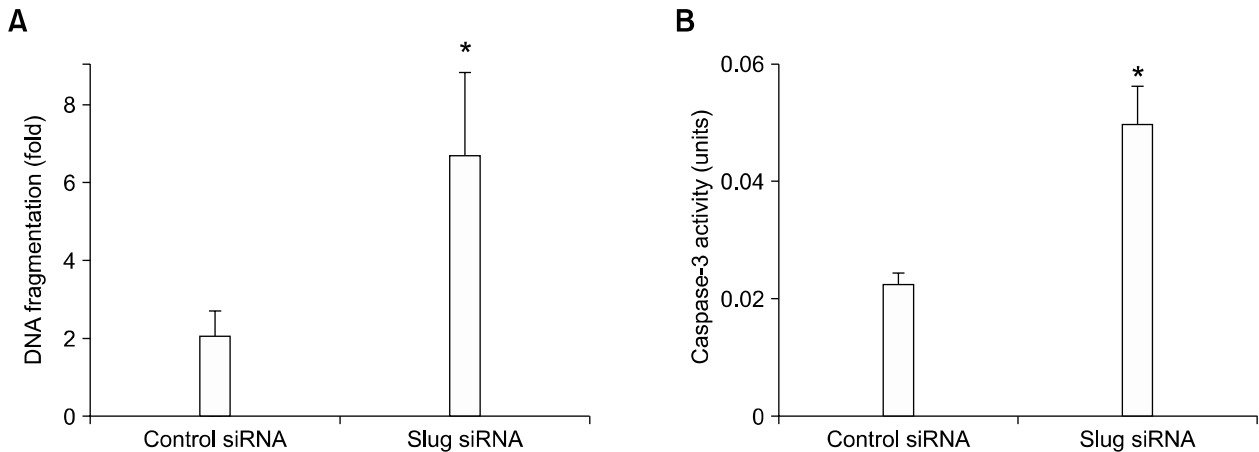 A
DNA fragmentation (fold)
8
6
4
2
0
*
Control siRNA
Slug siRNA
B
Caspase-3 activity (units)
0.06
0.04
0.02
0
*
Control siRNA
Slug siRNA